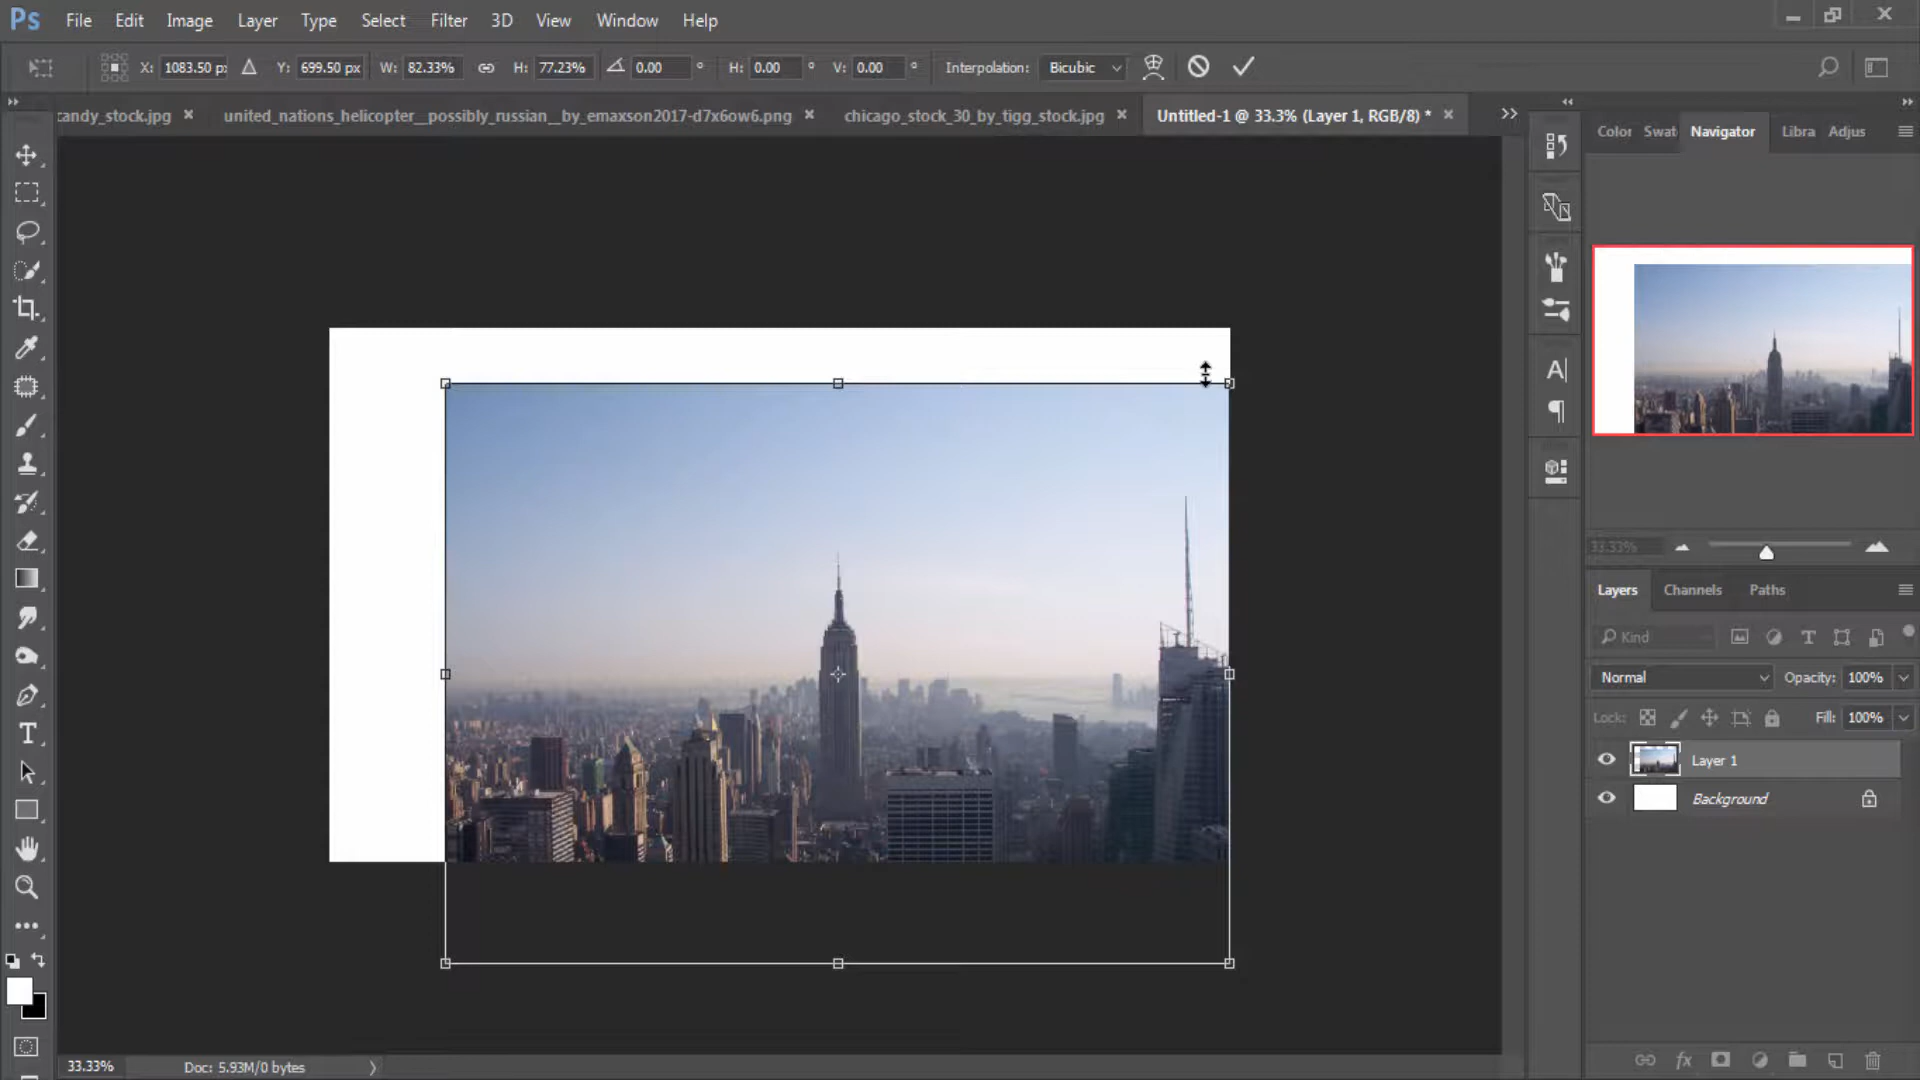 Ps File Edit Image Layer Type Select Filter 3D View Window Help
X: 1083.50 px Y: 699.50 px W: 82.33% H: 77.23% 0.00 ° H: 0.00 ° V: 0.00 ° Interpolation: Bicubic
candy_stock.jpg × united_nations_helicopter__possibly_russian__by_emaxson2017-d7x6ow6.png × chicago_stock_30_by_tigg_stock.jpg × Untitled-1 @ 33.3% (Layer 1, RGB/8) * ×
Color Swat Navigator Libra Adjus
33.33%
Layers Channels Paths
Kind
Normal Opacity: 100%
Lock: Fill: 100%
Layer 1
Background
33.33% Doc: 5.93M/0 bytes